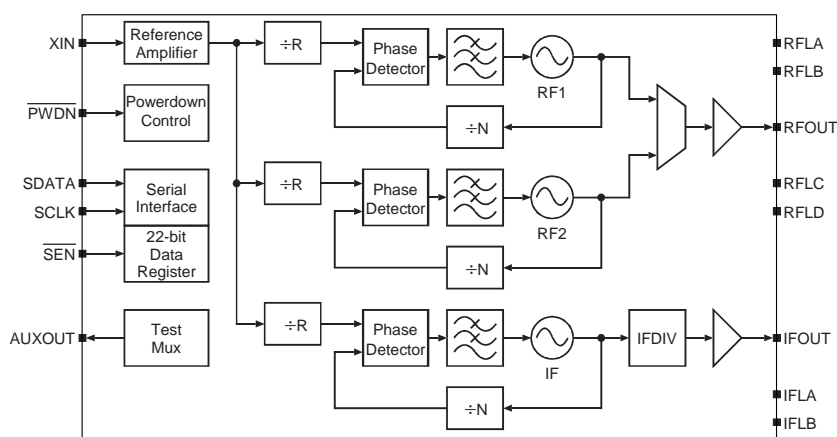 XIN
Reference
Amplifier
÷R
Phase
Detector
RF1
÷N
RFLA
RFLB
PWDN
Powerdown
Control
RFOUT
SDATA
SCLK
Serial
Interface
SEN
22-bit
Data
Register
÷R
Phase
Detector
RF2
÷N
RFLC
RFLD
AUXOUT
Test
Mux
÷R
Phase
Detector
IF
÷N
IFDIV
IFOUT
IFLA
IFLB